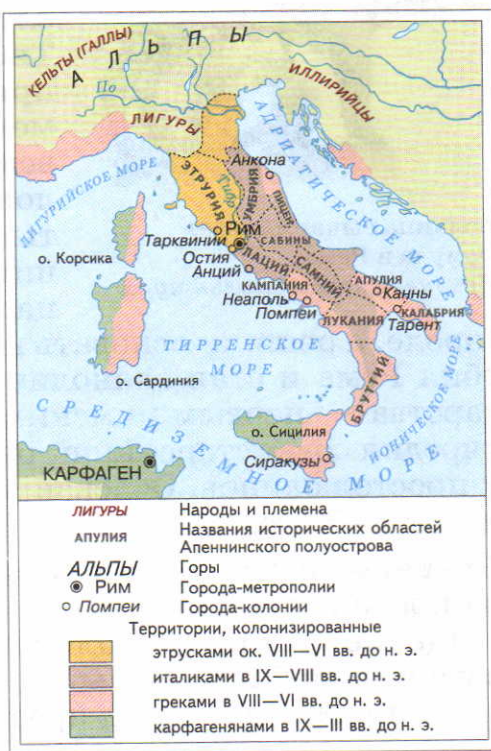 КЕЛЬТЫ (ГАЛЛЫ)
АЛЬПЫ
По
ИЛЛИРИЙЦЫ
ЛИГУРЫ
АДРИАТИЧЕСКОЕ МОРЕ
Анкона
ЭТРУРИЯ
УМБРИЯ
Тибр
ПИЦЕН
ЛИГУРИЙСКОЕ МОРЕ
РИМ
САБИНЫ
Тарквинии
Остия
ЛАЦИЙ
САМНИЙ
о. Корсика
Анций
АПУЛИЯ
КАМПАНИЯ
Канны
Неаполь
КАЛАБРИЯ
Помпеи
ЛУКАНИЯ
Тарент
ТИРРЕНСКОЕ
МОРЕ
БРУТТИЙ
о. Сардиния
ИОНИЧЕСКОЕ МОРЕ
СРЕДИЗЕМНОЕ МОРЕ
о. Сицилия
КАРФАГЕН
Сиракузы
ЛИГУРЫ Народы и племена
АПУЛИЯ Названия исторических областей
Апеннинского полуострова
АЛЬПЫ Горы
Рим Города-метрополии
Помпеи Города-колонии
Территории, колонизированные
этрусками ок. VIII—VI вв. до н. э.
италиками в IX—VIII вв. до н. э.
греками в VIII—VI вв. до н. э.
карфагенянами в IX—III вв. до н. э.